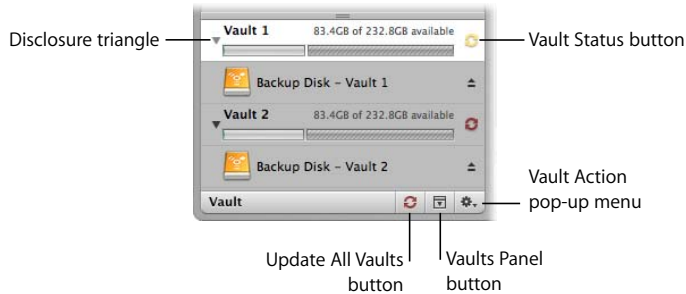 Disclosure triangle
Vault 1
83.4GB of 232.8GB available
Vault Status button
Backup Disk – Vault 1
Vault 2
83.4GB of 232.8GB available
Backup Disk – Vault 2
Vault
Vault Action
pop-up menu
Update All Vaults
button
Vaults Panel
button